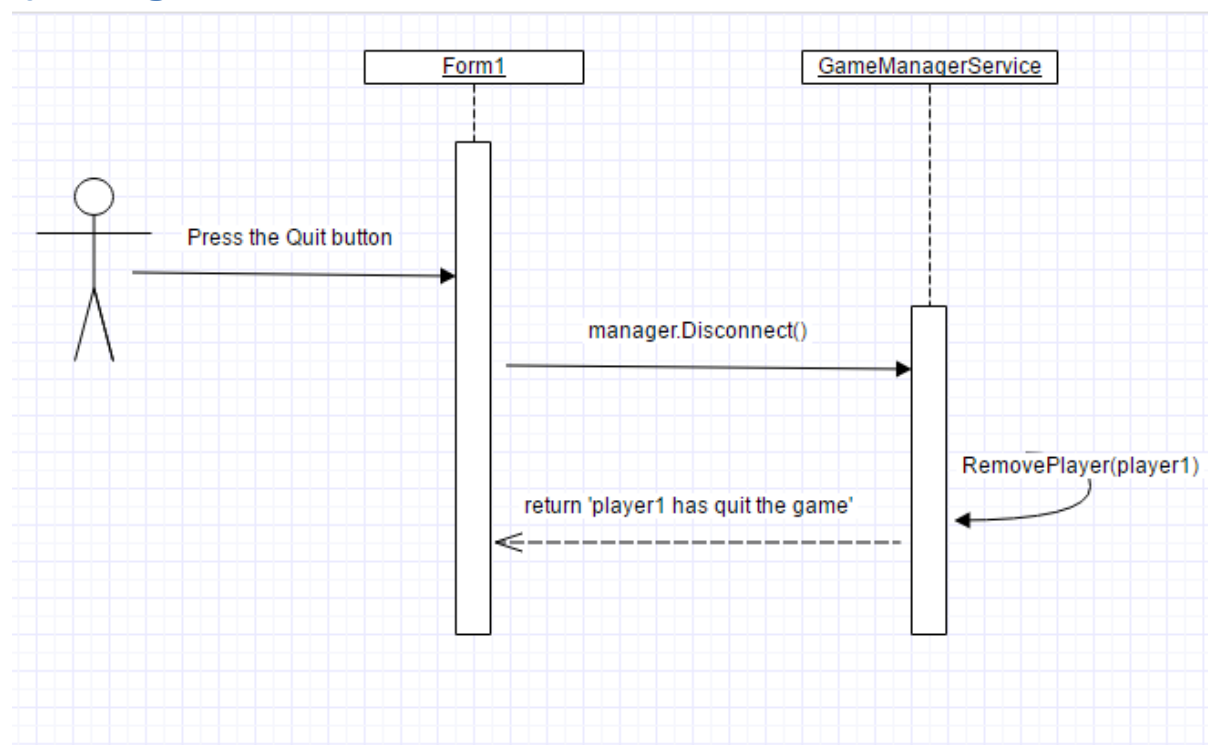 Form1
GameManagerService
Press the Quit button
manager.Disconnect()
RemovePlayer(player1)
return 'player1 has quit the game'